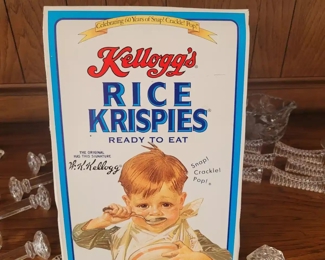 Celebrating 60 Years of Snap! Crackle! Pop!
Kellogg's
RICE
KRISPIES
READY TO EAT
THE ORIGINAL
HAS THIS SIGNATURE
W.K.Kellogg
Snap!
Crackle!
Pop!